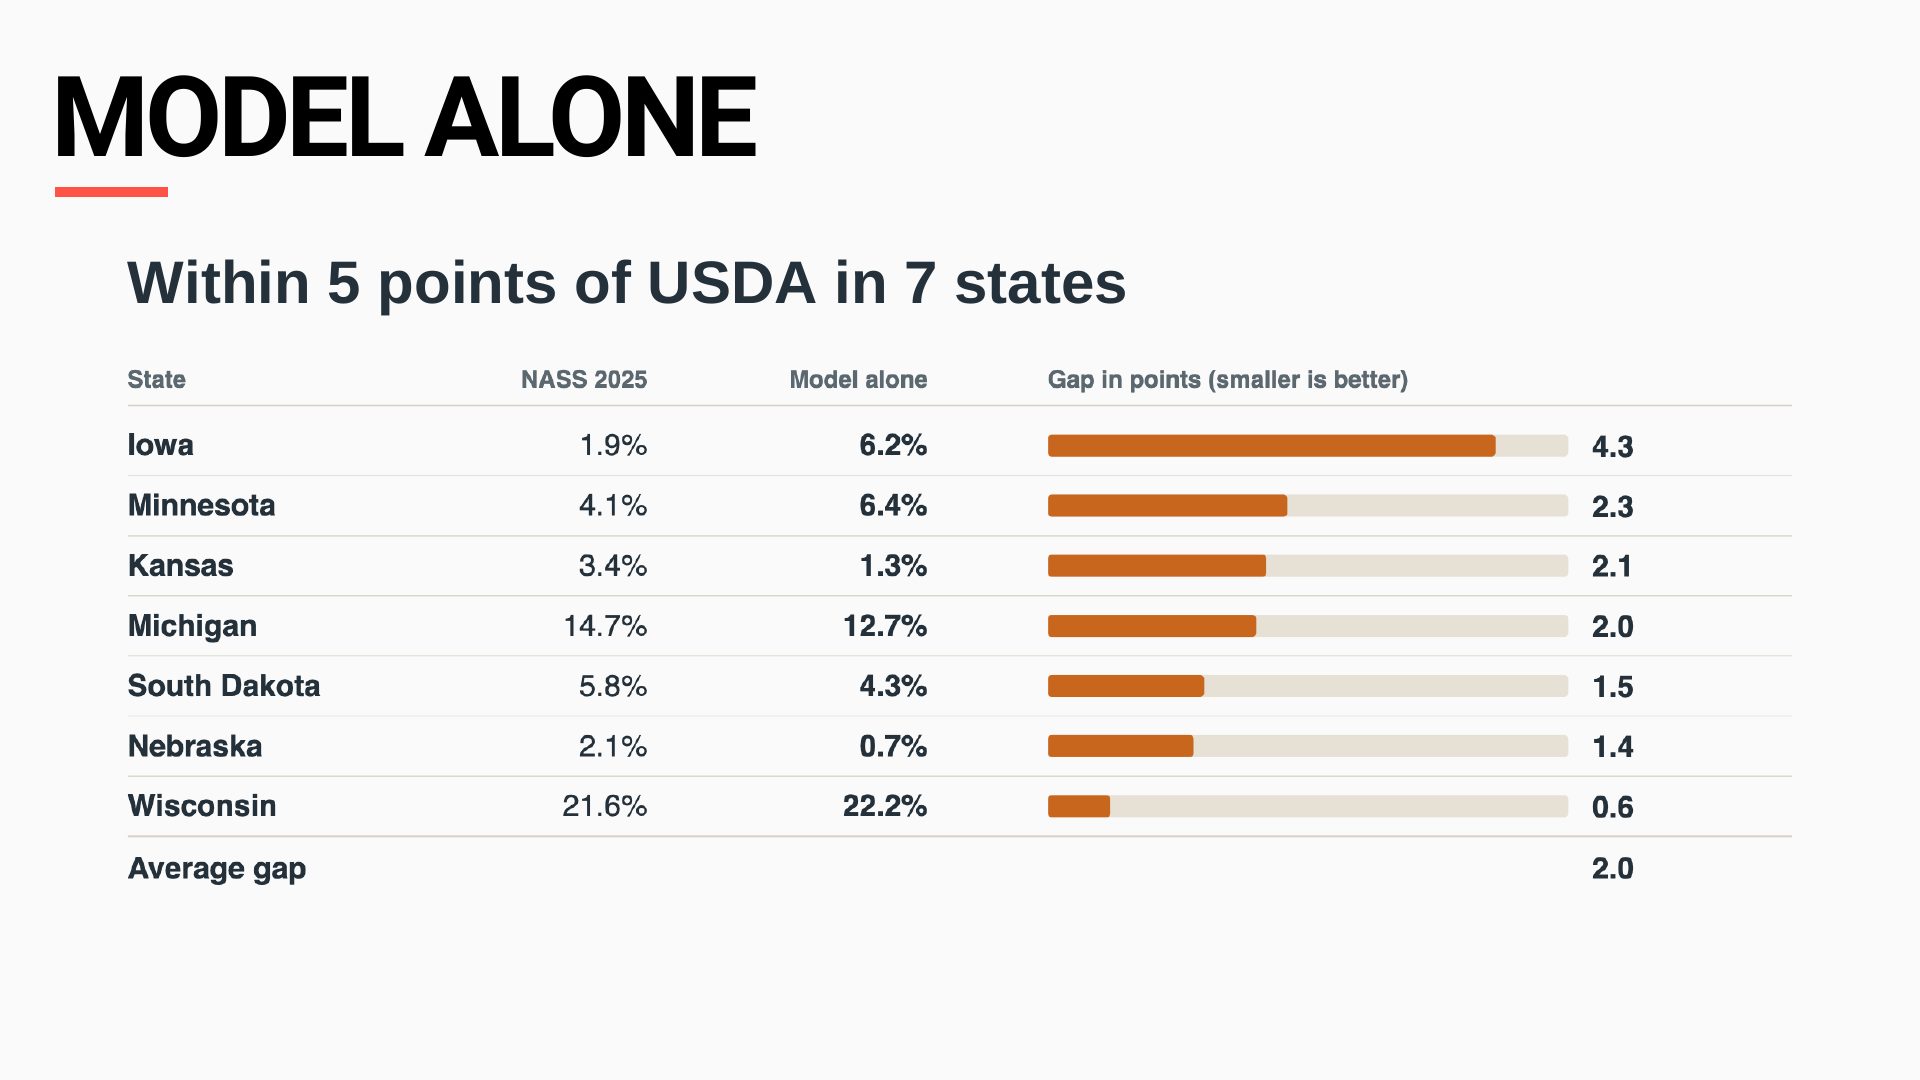 MODEL ALONE
Within 5 points of USDA in 7 states
State NASS 2025 Model alone Gap in points (smaller is better)
Iowa 1.9% 6.2% 4.3
Minnesota 4.1% 6.4% 2.3
Kansas 3.4% 1.3% 2.1
Michigan 14.7% 12.7% 2.0
South Dakota 5.8% 4.3% 1.5
Nebraska 2.1% 0.7% 1.4
Wisconsin 21.6% 22.2% 0.6
Average gap 2.0